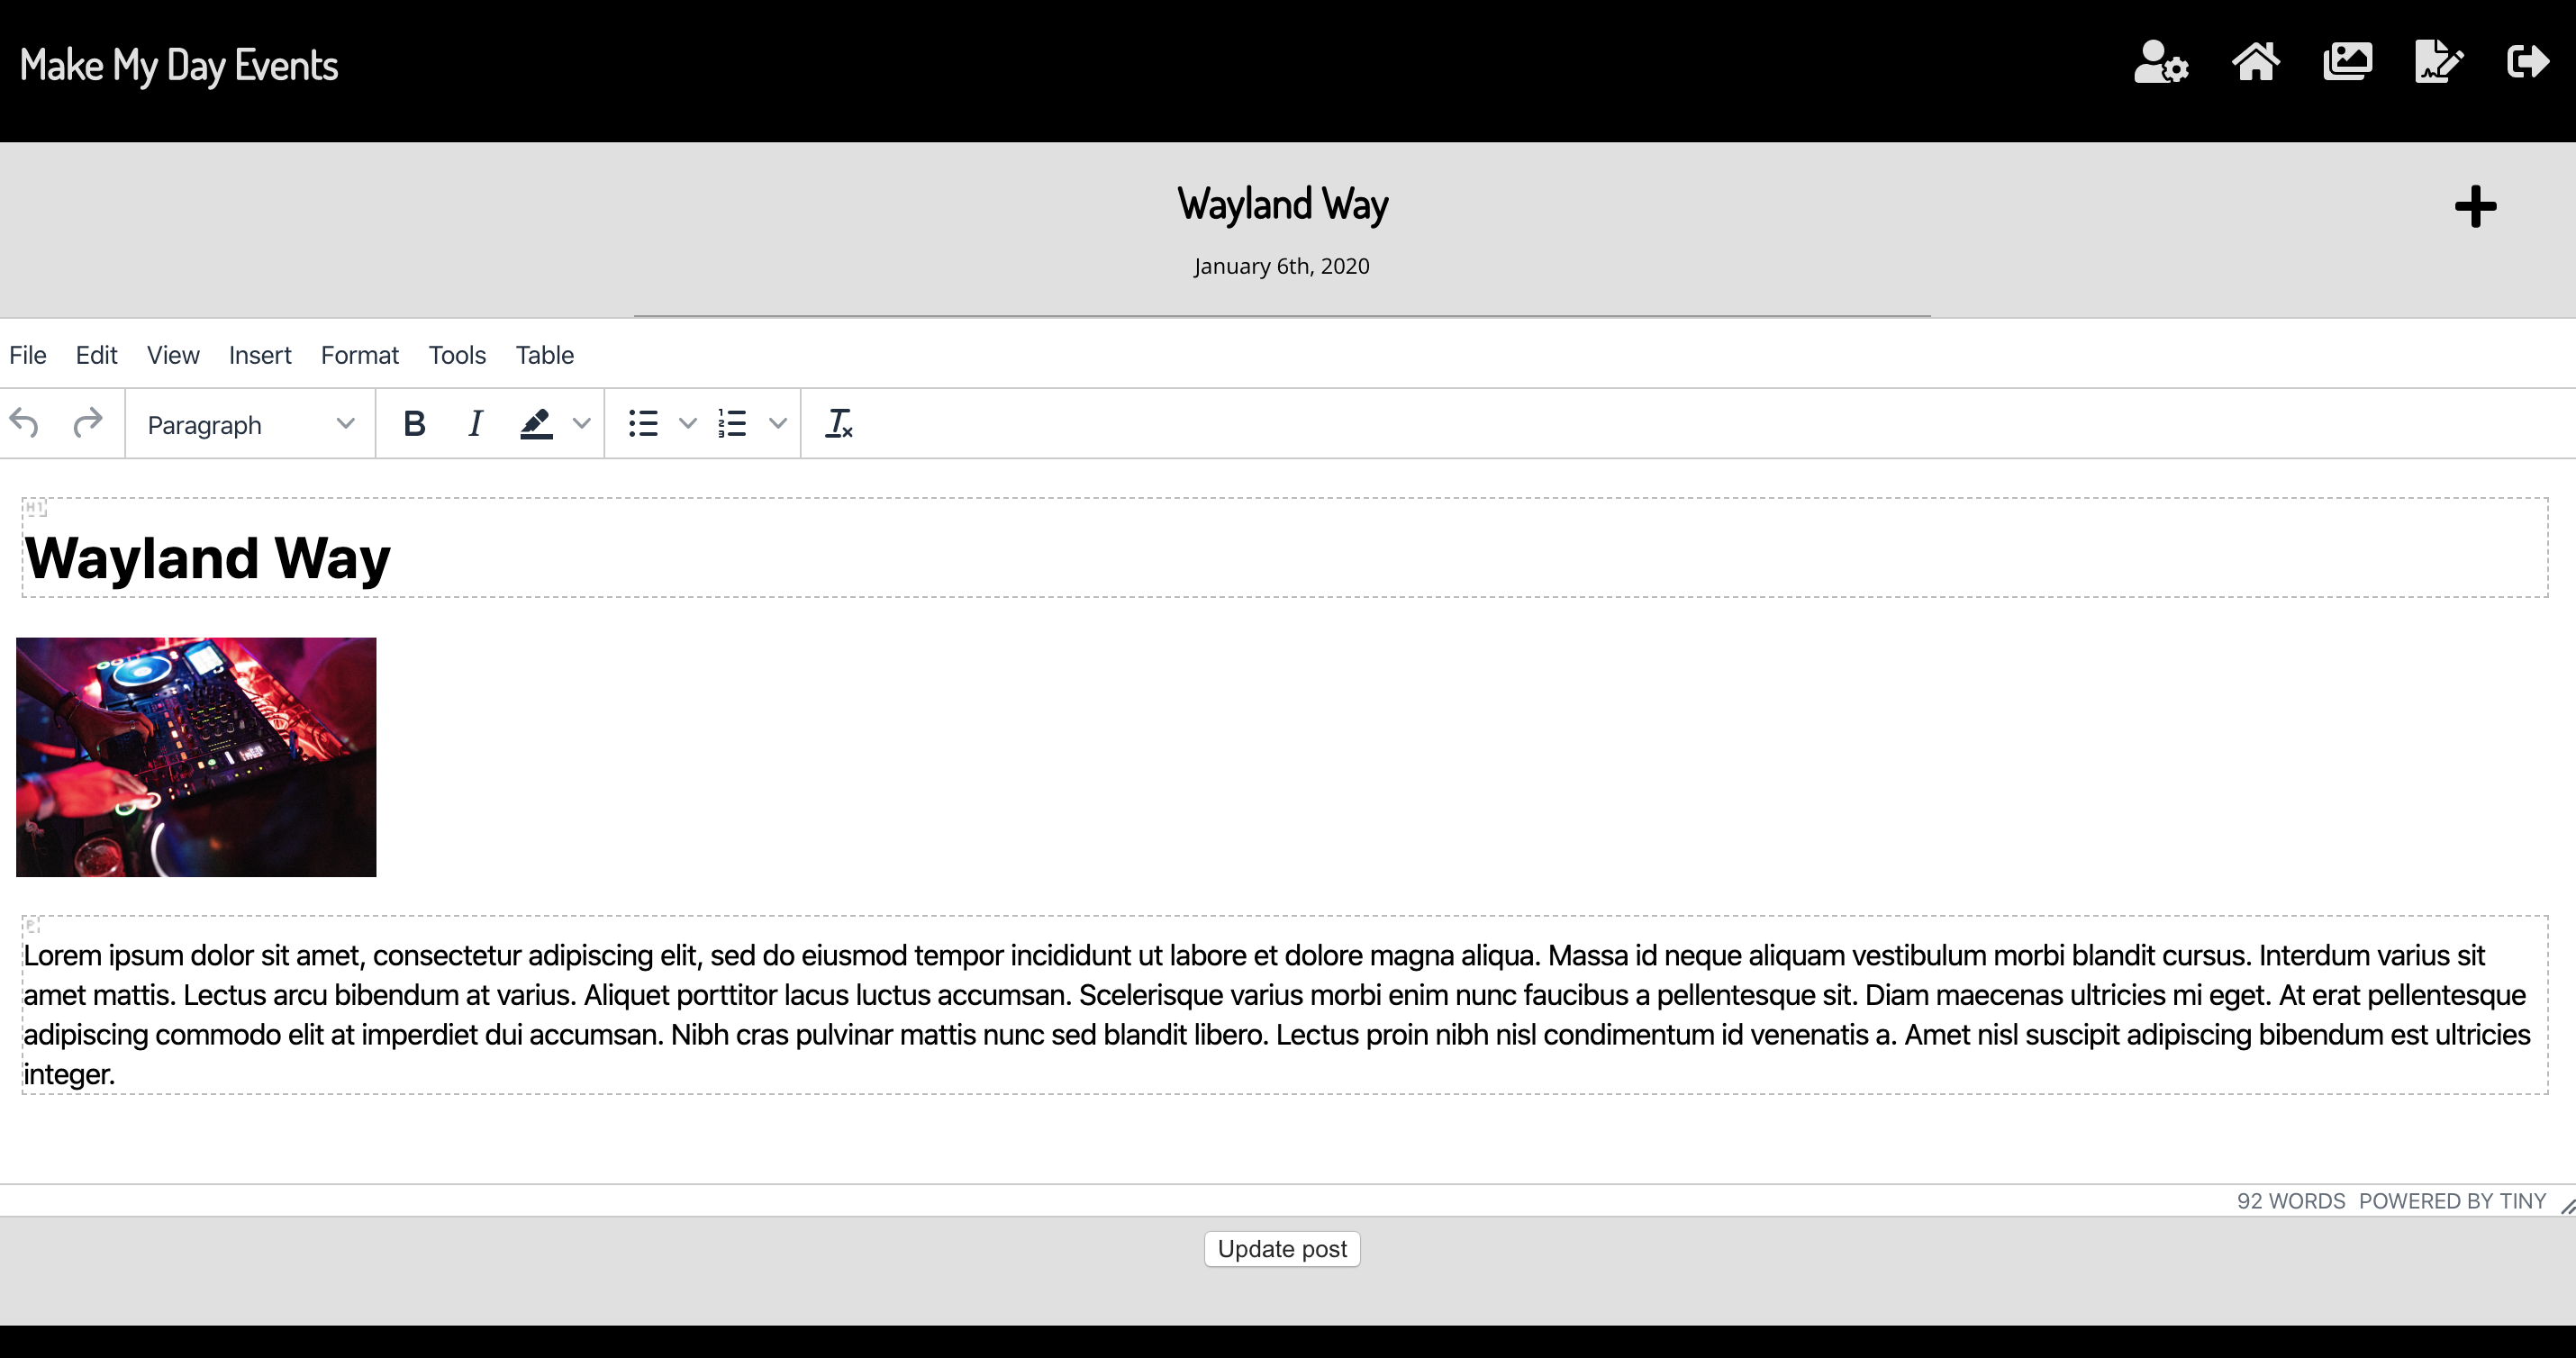 Make My Day Events
Wayland Way
January 6th, 2020
File Edit View Insert Format Tools Table
Paragraph B I
H1
Wayland Way
P
Lorem ipsum dolor sit amet, consectetur adipiscing elit, sed do eiusmod tempor incididunt ut labore et dolore magna aliqua. Massa id neque aliquam vestibulum morbi blandit cursus. Interdum varius sit
amet mattis. Lectus arcu bibendum at varius. Aliquet porttitor lacus luctus accumsan. Scelerisque varius morbi enim nunc faucibus a pellentesque sit. Diam maecenas ultricies mi eget. At erat pellentesque
adipiscing commodo elit at imperdiet dui accumsan. Nibh cras pulvinar mattis nunc sed blandit libero. Lectus proin nibh nisl condimentum id venenatis a. Amet nisl suscipit adipiscing bibendum est ultricies
integer.
92 WORDS POWERED BY TINY
Update post